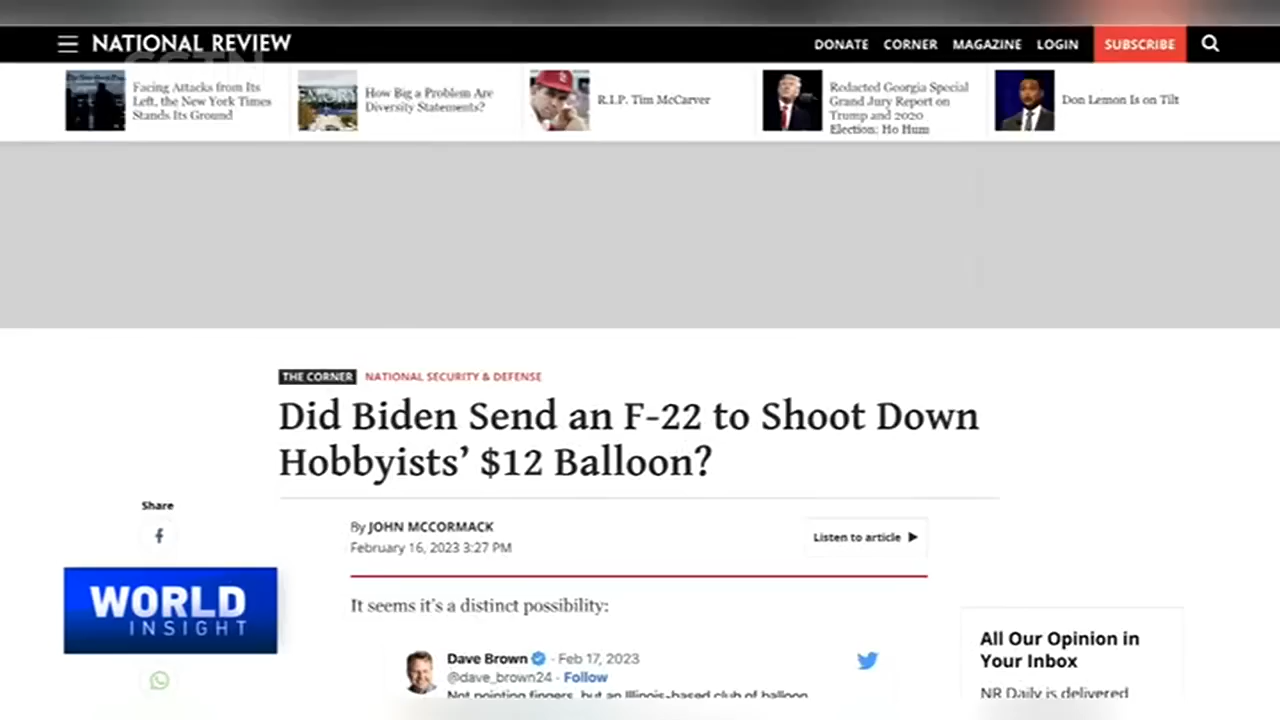 NATIONAL REVIEW
DONATE CORNER MAGAZINE LOGIN SUBSCRIBE
CGTN
Facing Attacks from Its
Left, the New York Times
Stands Its Ground
How Big a Problem Are
Diversity Statements?
R.I.P. Tim McCarver
Redacted Georgia Special
Grand Jury Report on
Trump and 2020
Election: Ho Hum
Don Lemon Is on Tilt
THE CORNER NATIONAL SECURITY & DEFENSE
Did Biden Send an F-22 to Shoot Down
Hobbyists’ $12 Balloon?
Share
By JOHN MCCORMACK
February 16, 2023 3:27 PM
Listen to article
WORLD
INSIGHT
It seems it’s a distinct possibility:
Dave Brown · Feb 17, 2023
@dave_brown24 · Follow
Not pointing fingers, but an Illinois-based club of balloon
All Our Opinion in
Your Inbox
NR Daily is delivered